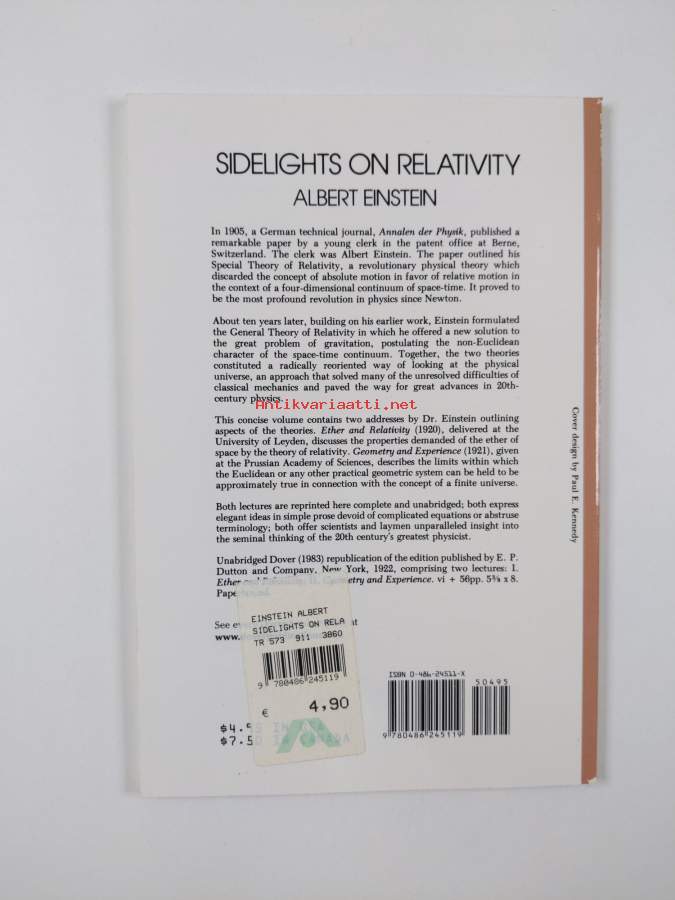 SIDELIGHTS ON RELATIVITY
ALBERT EINSTEIN
In 1905, a German technical journal, Annalen der Physik, published a
remarkable paper by a young clerk in the patent office at Berne,
Switzerland. The clerk was Albert Einstein. The paper outlined his
Special Theory of Relativity, a revolutionary physical theory which
discarded the concept of absolute motion in favor of relative motion in
the context of a four-dimensional continuum of space-time. It proved to
be the most profound revolution in physics since Newton.
About ten years later, building on his earlier work, Einstein formulated
the General Theory of Relativity in which he offered a new solution to
the great problem of gravitation, postulating the non-Euclidean
character of the space-time continuum. Together, the two theories
constituted a radically reoriented way of looking at the physical
universe, an approach that solved many of the unresolved difficulties of
classical mechanics and paved the way for great advances in 20th-
century physics.
Antikvariaatti.net
This concise volume contains two addresses by Dr. Einstein outlining
aspects of the theories. Ether and Relativity (1920), delivered at the
University of Leyden, discusses the properties demanded of the ether of
space by the theory of relativity. Geometry and Experience (1921), given
at the Prussian Academy of Sciences, describes the limits within which
the Euclidean or any other practical geometric system can be held to be
approximately true in connection with the concept of a finite universe.
Both lectures are reprinted here complete and unabridged; both express
elegant ideas in simple prose devoid of complicated equations or abstruse
terminology; both offer scientists and laymen unparalleled insight into
the seminal thinking of the 20th century's greatest physicist.
Unabridged Dover (1983) republication of the edition published by E. P.
Dutton and Company, New York, 1922, comprising two lectures: I.
Ether and Relativity; II. Geometry and Experience. vi + 56pp. 5⅜ x 8.
See
www.
EINSTEIN ALBERT
SIDELIGHTS ON RELA
TR 573 911 3860
9 780486 245119
€ 4,90
ISBN 0-486-24511-X
50495
9 780486 245119
Cover design by Paul E. Kennedy